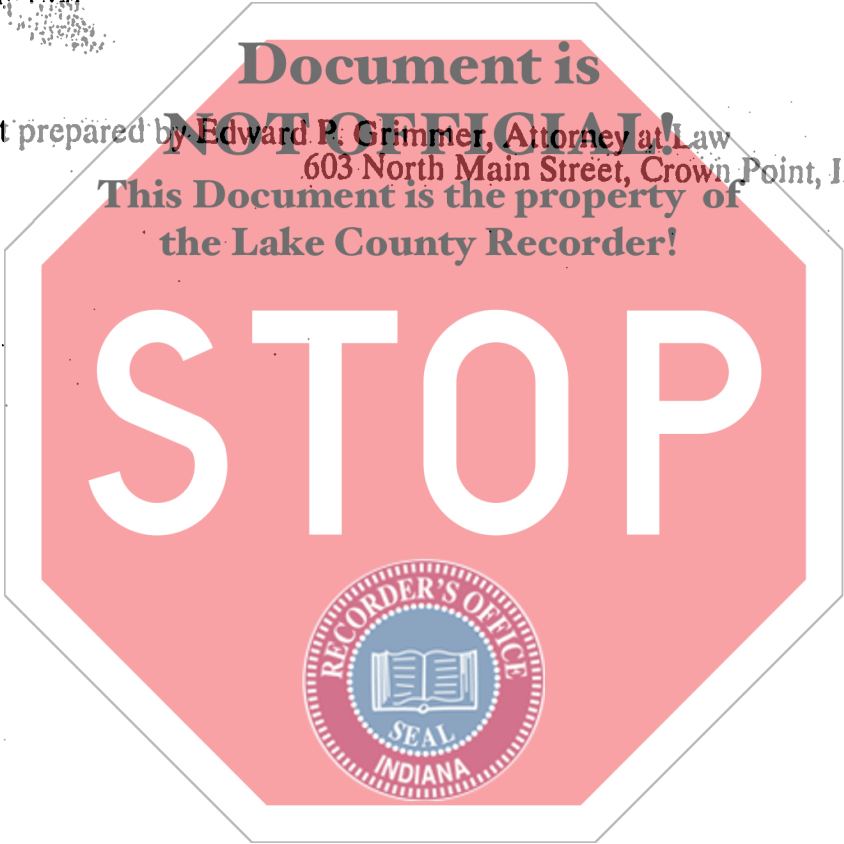 Document is
NOT OFFICIAL!
t prepared by Edward P. Grimmer, Attorney at Law
603 North Main Street, Crown Point, I
This Document is the property of
the Lake County Recorder!
STOP
RECORDER'S OFFICE
SEAL
INDIANA